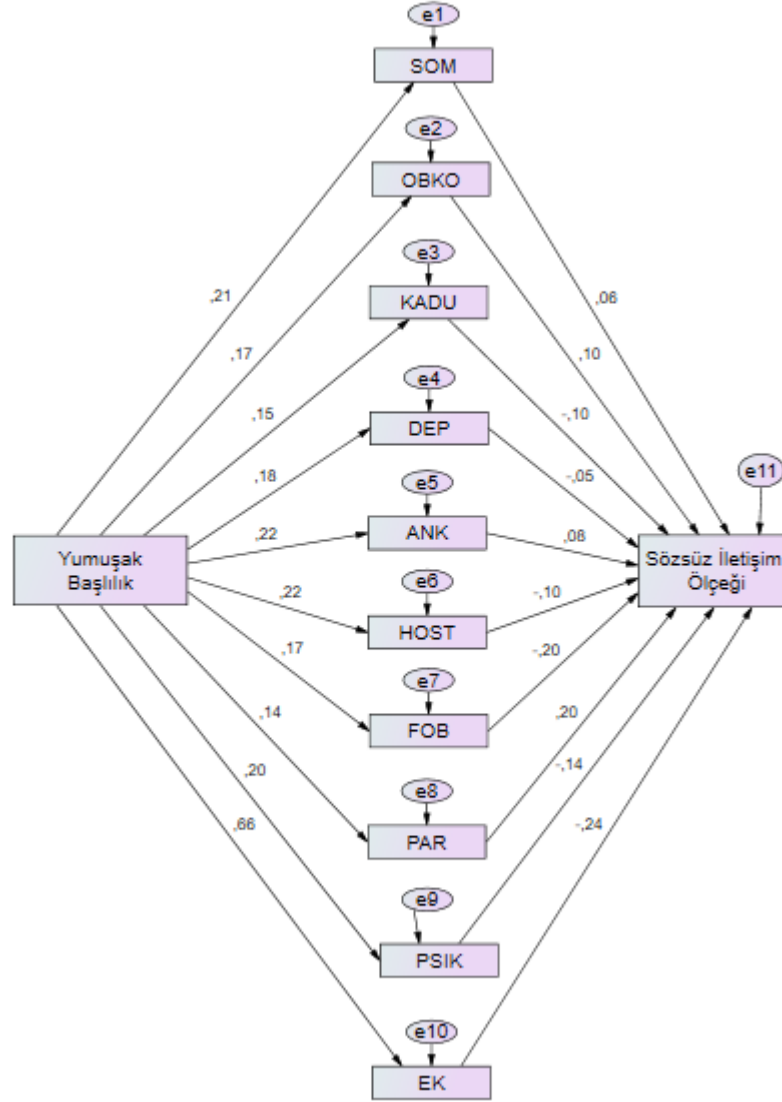 e1
SOM
e2
OBKO
e3
KADU
,21
,06
,17
,10
e4
,15
-,10
DEP
,18
-,05
e5
e11
ANK
,22
,08
Yumuşak
Başlılık
Sözsüz İletişim
Ölçeği
e6
,22
-,10
HOST
,17
-,20
e7
FOB
,14
,20
,20
-,14
e8
,66
-,24
PAR
e9
PSIK
e10
EK